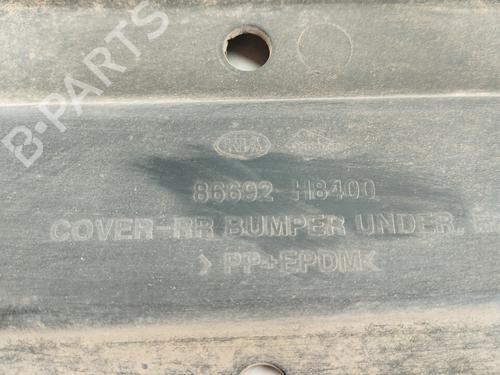 B-PARTS
KIA
86692 H8400
COVER-RR BUMPER UNDER,
>PP+EPDM<